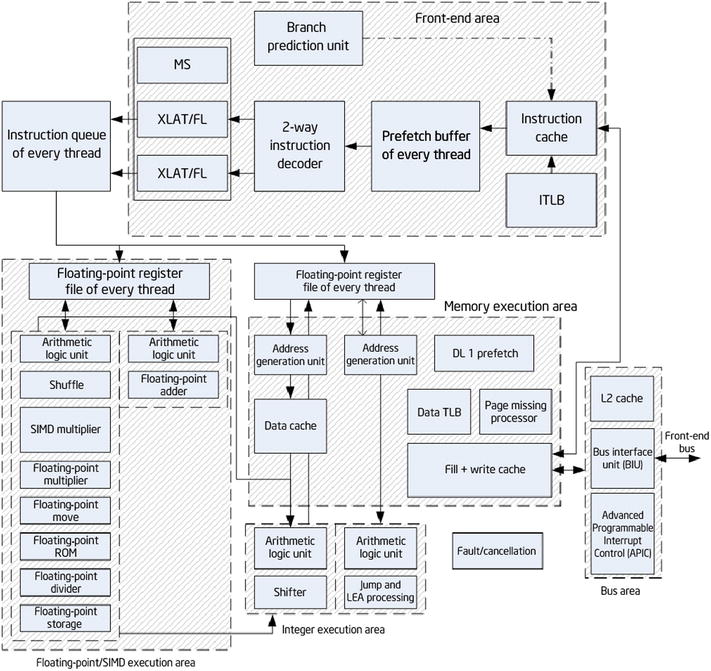 Front-end area
Branch
prediction unit
MS
XLAT/FL
XLAT/FL
2-way
instruction
decoder
Prefetch buffer
of every thread
Instruction
cache
ITLB
Instruction queue
of every thread
Floating-point register
file of every thread
Arithmetic
logic unit
Shuffle
SIMD multiplier
Floating-point
multiplier
Floating-point
move
Floating-point
ROM
Floating-point
divider
Floating-point
storage
Arithmetic
logic unit
Floating-point
adder
Floating-point/SIMD execution area
Floating-point register
file of every thread
Memory execution area
Address
generation unit
Address
generation unit
DL 1 prefetch
Data cache
Data TLB
Page missing
processor
Fill + write cache
Arithmetic
logic unit
Shifter
Arithmetic
logic unit
Jump and
LEA processing
Integer execution area
Fault/cancellation
L2 cache
Bus interface
unit (BIU)
Advanced
Programmable
Interrupt
Control (APIC)
Bus area
Front-end
bus